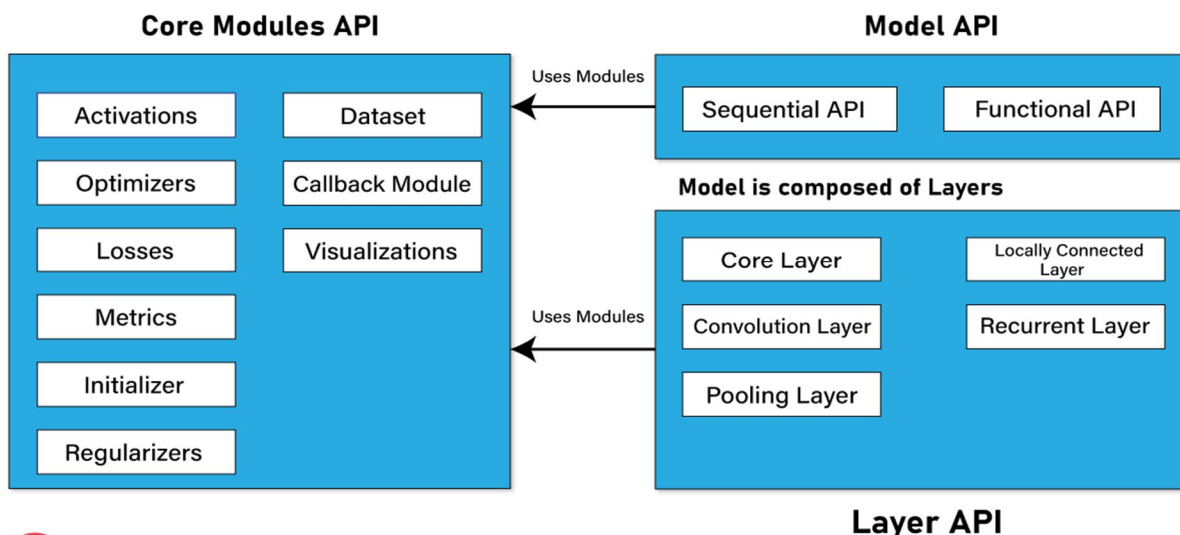 Core Modules API
Activations
Dataset
Optimizers
Callback Module
Losses
Visualizations
Metrics
Initializer
Regularizers
Uses Modules
Uses Modules
Model API
Sequential API
Functional API
Model is composed of Layers
Core Layer
Locally Connected
Layer
Convolution Layer
Recurrent Layer
Pooling Layer
Layer API